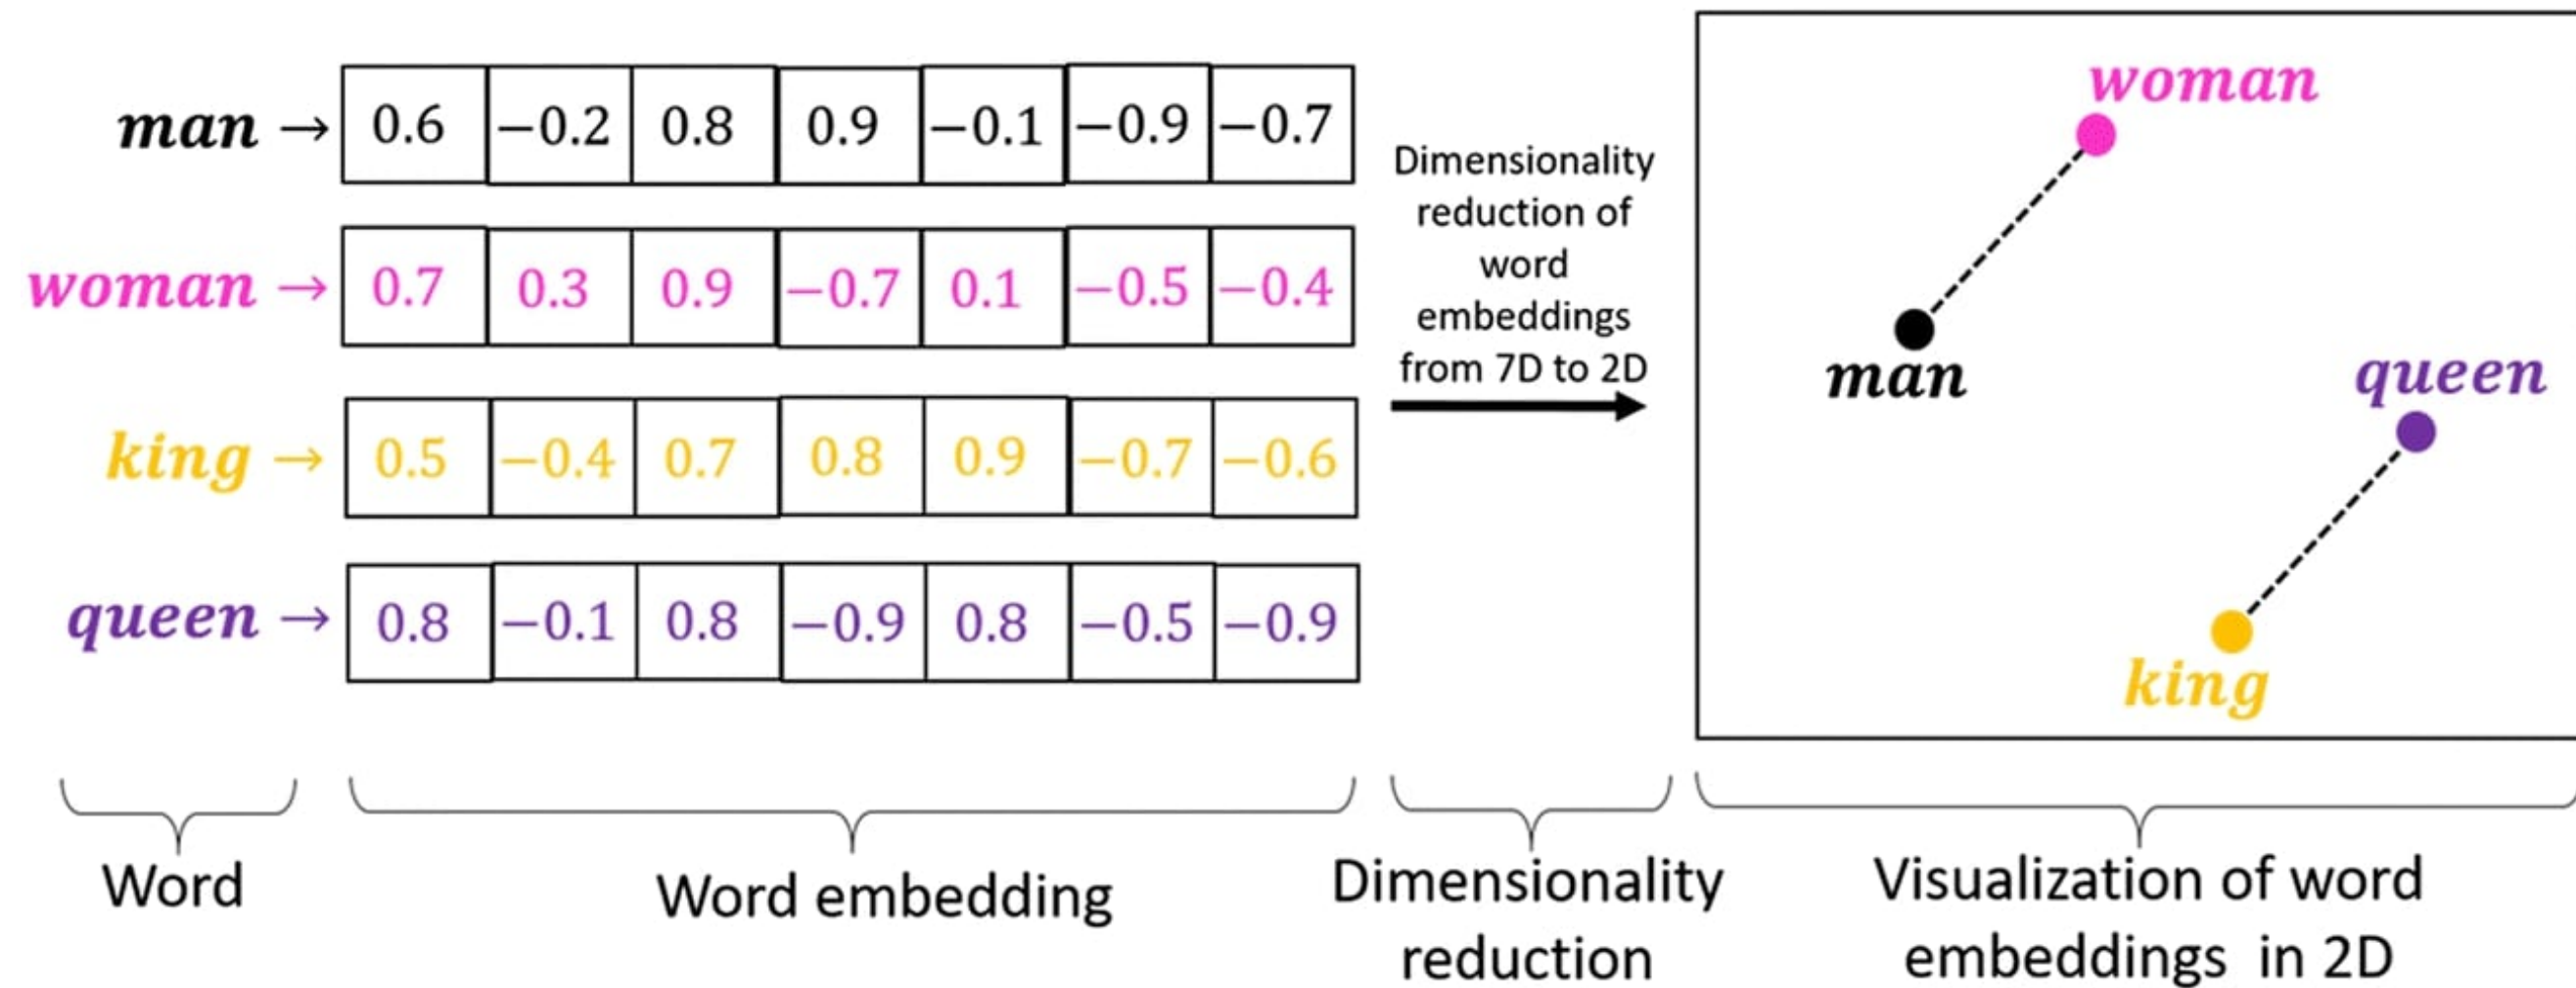 man → 0.6 −0.2 0.8 0.9 −0.1 −0.9 −0.7
woman → 0.7 0.3 0.9 −0.7 0.1 −0.5 −0.4
king → 0.5 −0.4 0.7 0.8 0.9 −0.7 −0.6
queen → 0.8 −0.1 0.8 −0.9 0.8 −0.5 −0.9
Dimensionality
reduction of
word
embeddings
from 7D to 2D
woman
man
queen
king
Word
Word embedding
Dimensionality
reduction
Visualization of word
embeddings in 2D